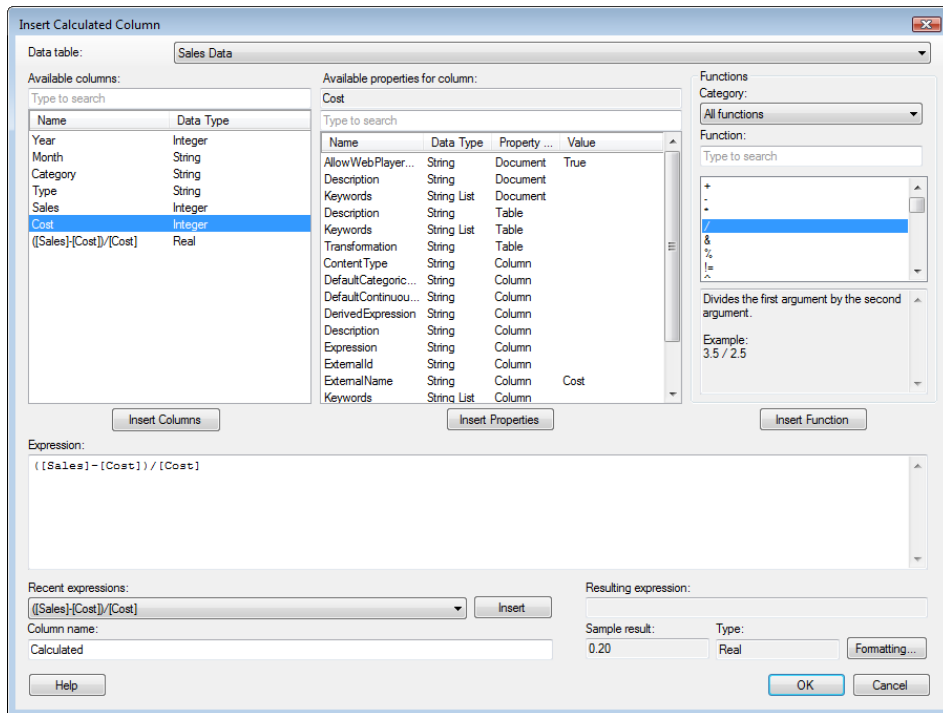 Insert Calculated Column
Data table: Sales Data
Available columns:
Type to search
Name Data Type
Year Integer
Month String
Category String
Type String
Sales Integer
Cost Integer
([Sales]-[Cost])/[Cost] Real
Insert Columns
Available properties for column:
Cost
Type to search
Name Data Type Property ... Value
AllowWebPlayer... String Document True
Description String Document
Keywords String List Document
Description String Table
Keywords String List Table
Transformation String Table
ContentType String Column
DefaultCategoric... String Column
DefaultContinuou... String Column
DerivedExpression String Column
Description String Column
Expression String Column
ExternalId String Column
ExternalName String Column Cost
Keywords String List Column
Insert Properties
Functions
Category:
All functions
Function:
Type to search
+
-
*
/
&
%
!=
^
Divides the first argument by the second
argument.
Example:
3.5 / 2.5
Insert Function
Expression:
([Sales]-[Cost])/[Cost]
Recent expressions:
([Sales]-[Cost])/[Cost] Insert
Column name:
Calculated
Resulting expression:
Sample result: Type:
0.20 Real Formatting...
Help OK Cancel